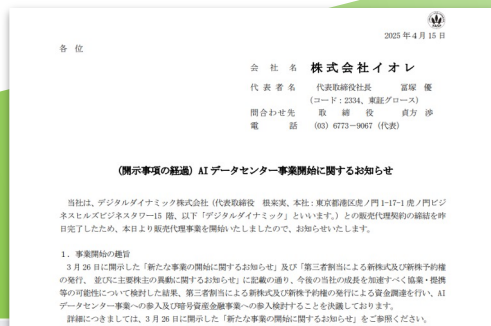 2025年4月15日
各 位
会 社 名 株式会社イオレ
代 表 者 名 代表取締役社長 冨塚 優
(コード:2334、東証グロース)
問合わせ先 取 締 役 貞方 渉
電 話 (03)6773-9067(代表)
(開示事項の経過)AIデータセンター事業開始に関するお知らせ
当社は、デジタルダイナミック株式会社(代表取締役 根来実、本社:東京都港区虎ノ門1-17-1 虎ノ門ビジ
ネスヒルズビジネスタワー15 階、以下「デジタルダイナミック」といいます。)との販売代理契約の締結を昨
日完了したため、本日より販売代理事業を開始いたしましたので、お知らせいたします。
1.事業開始の趣旨
3月26日に開示した「新たな事業の開始に関するお知らせ」及び「第三者割当による新株式及び新株予約権
の発行、並びに主要株主の異動に関するお知らせ」に記載の通り、今後の当社の成長を加速すべく協業・提携
等の可能性について検討した結果、第三者割当による新株式及び新株予約権の発行による資金調達を行い、AI
データセンター事業への参入及び暗号資産金融事業への参入検討することを決議しております。
詳細につきましては、3月26日に開示した「新たな事業の開始に関するお知らせ」をご参照ください。